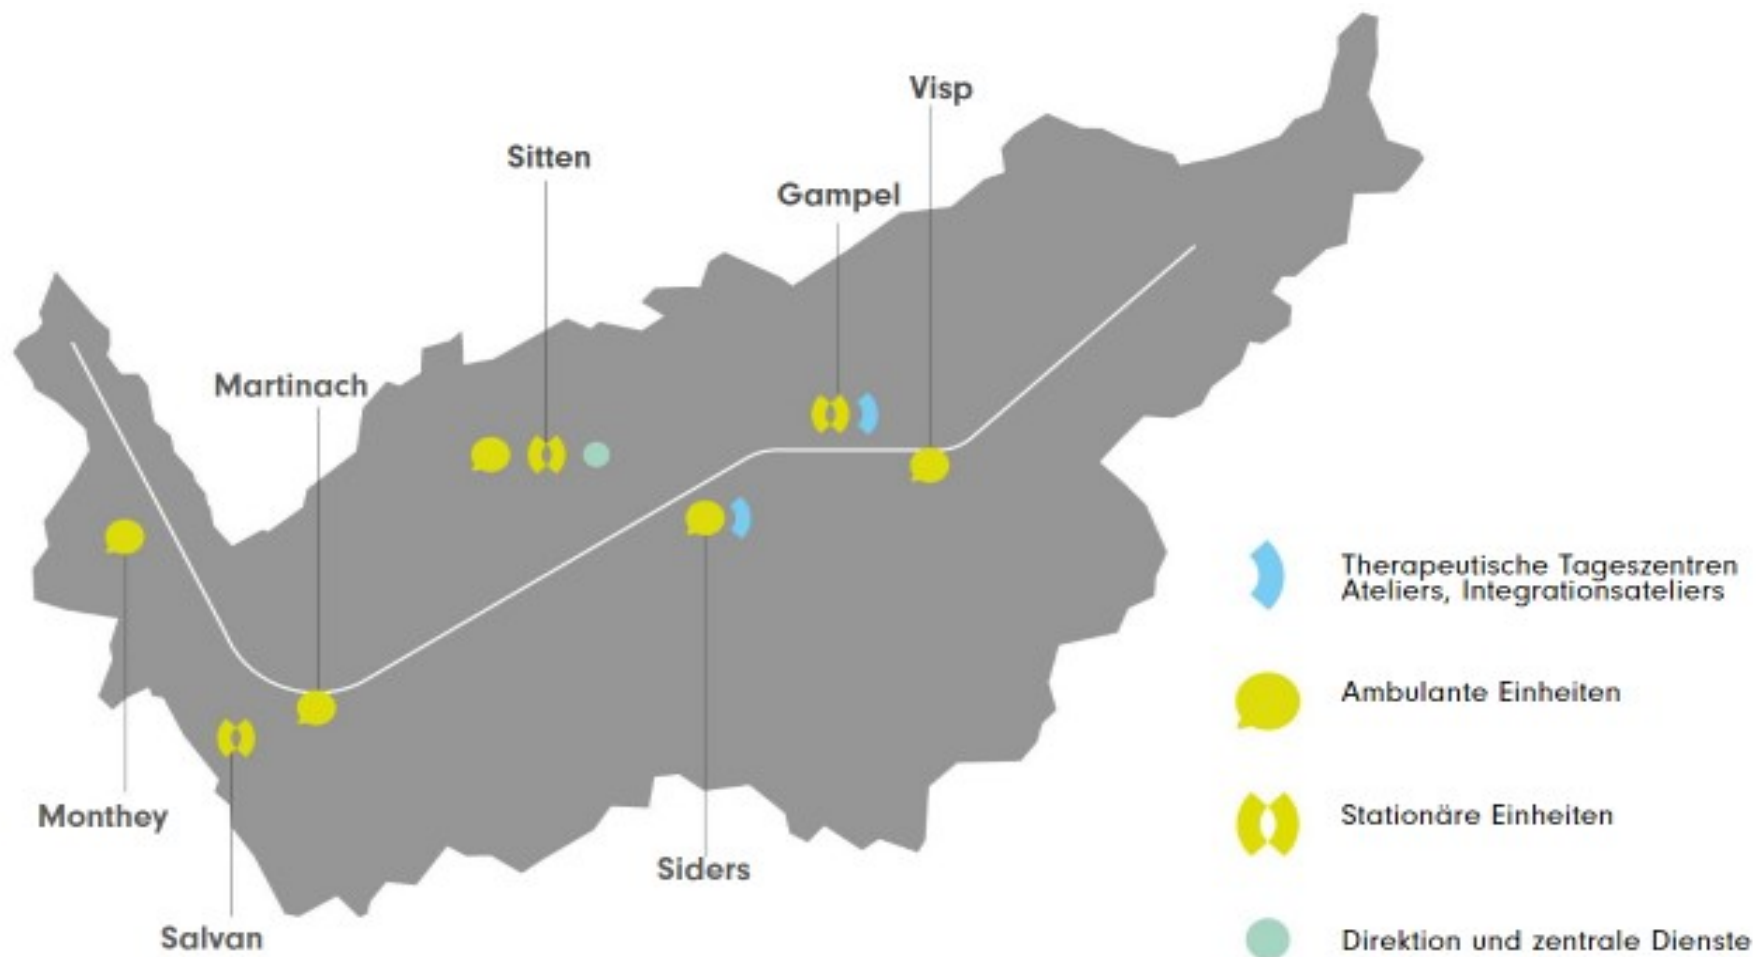 Visp
Sitten
Gampel
Martinach
Monthey
Siders
Salvan
Therapeutische Tageszentren
Ateliers, Integrationsateliers
Ambulante Einheiten
Stationäre Einheiten
Direktion und zentrale Dienste